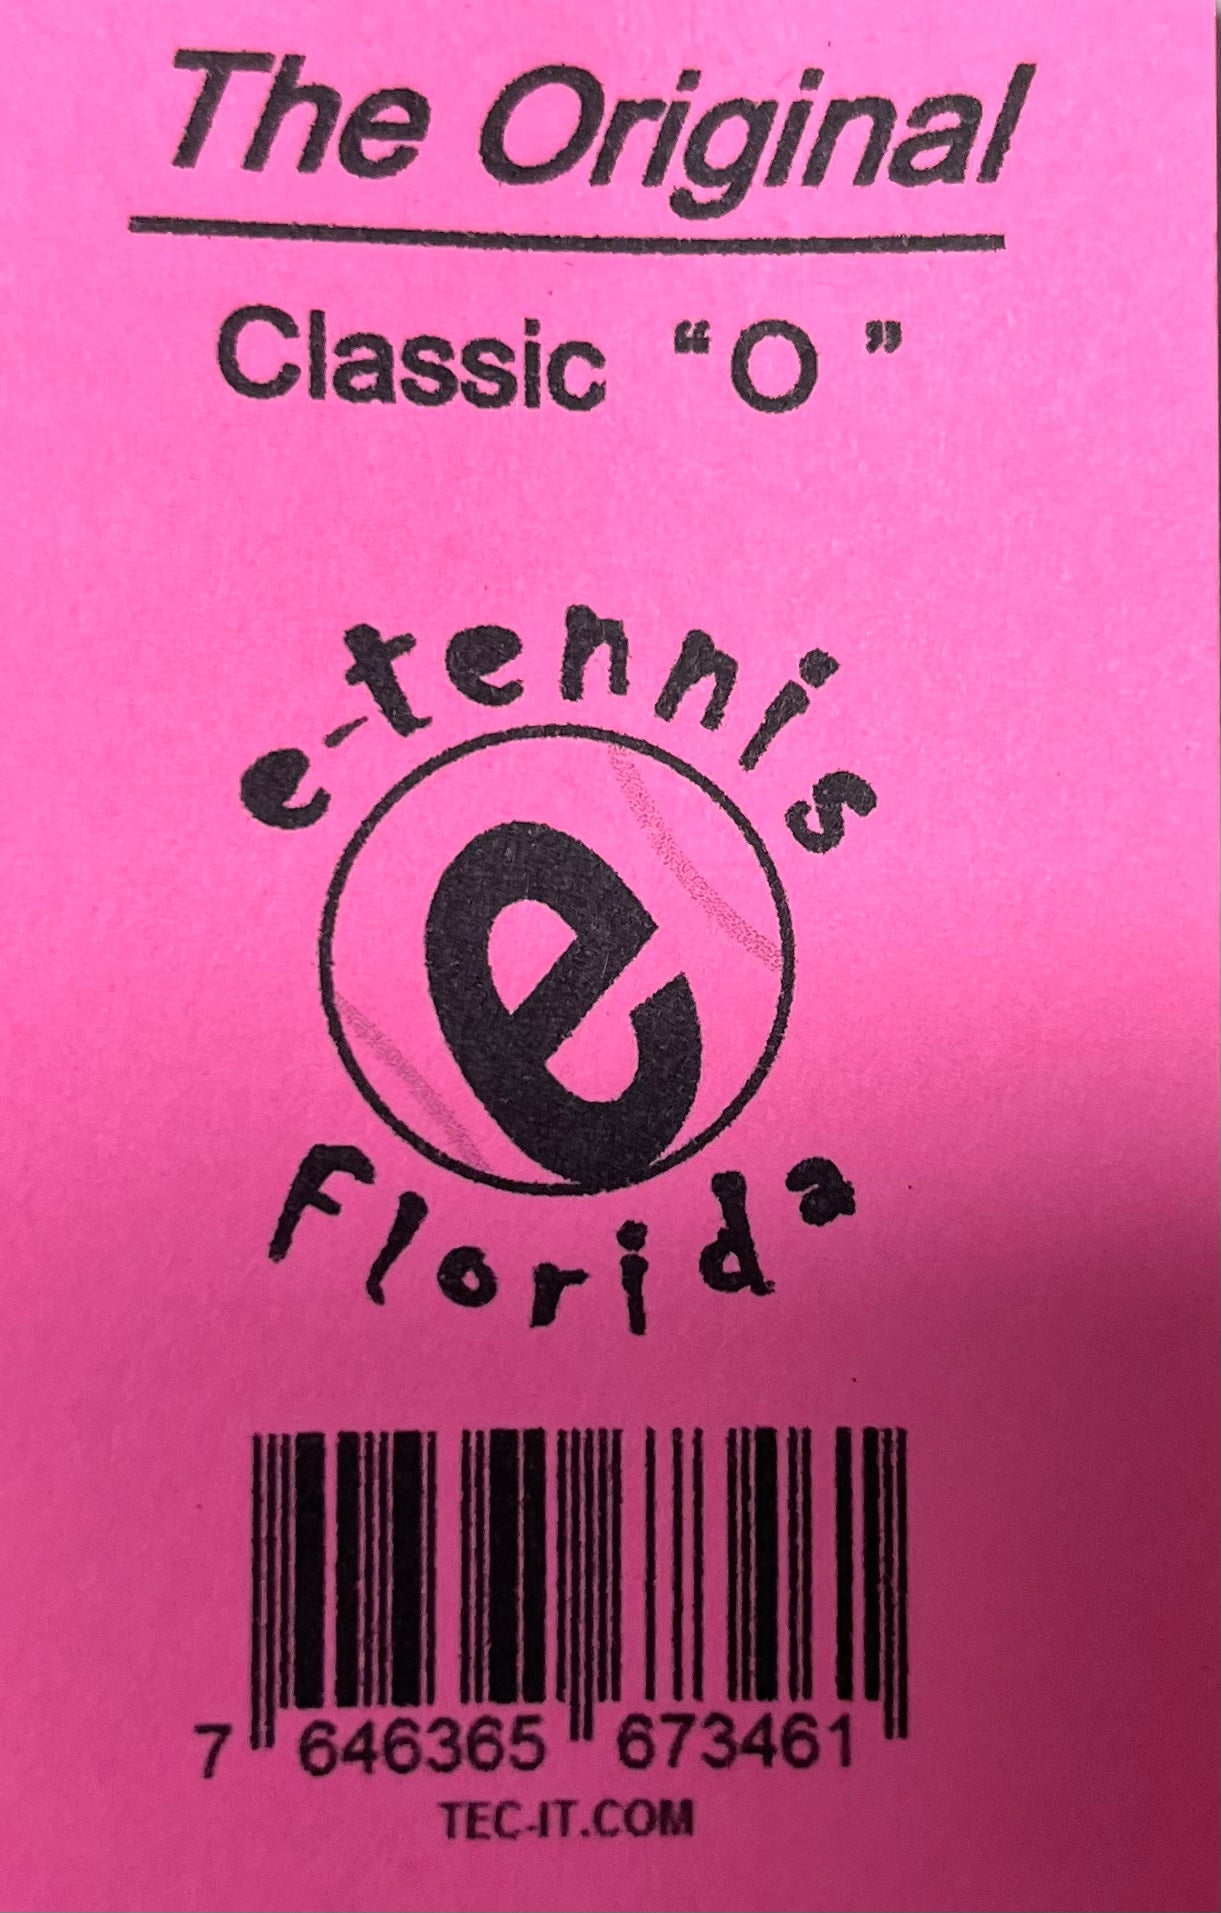 The Original
Classic “O ”
e-tennis
e
Florida
7 646365 673461
TEC-IT.COM